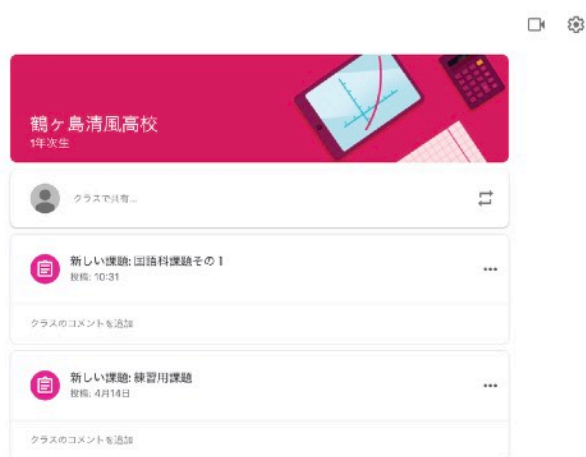 鶴ヶ島清風高校
1年次生
クラスで共有...
新しい課題: 国語科課題その1
投稿: 10:31
クラスのコメントを追加
新しい課題: 練習用課題
投稿: 4月14日
クラスのコメントを追加